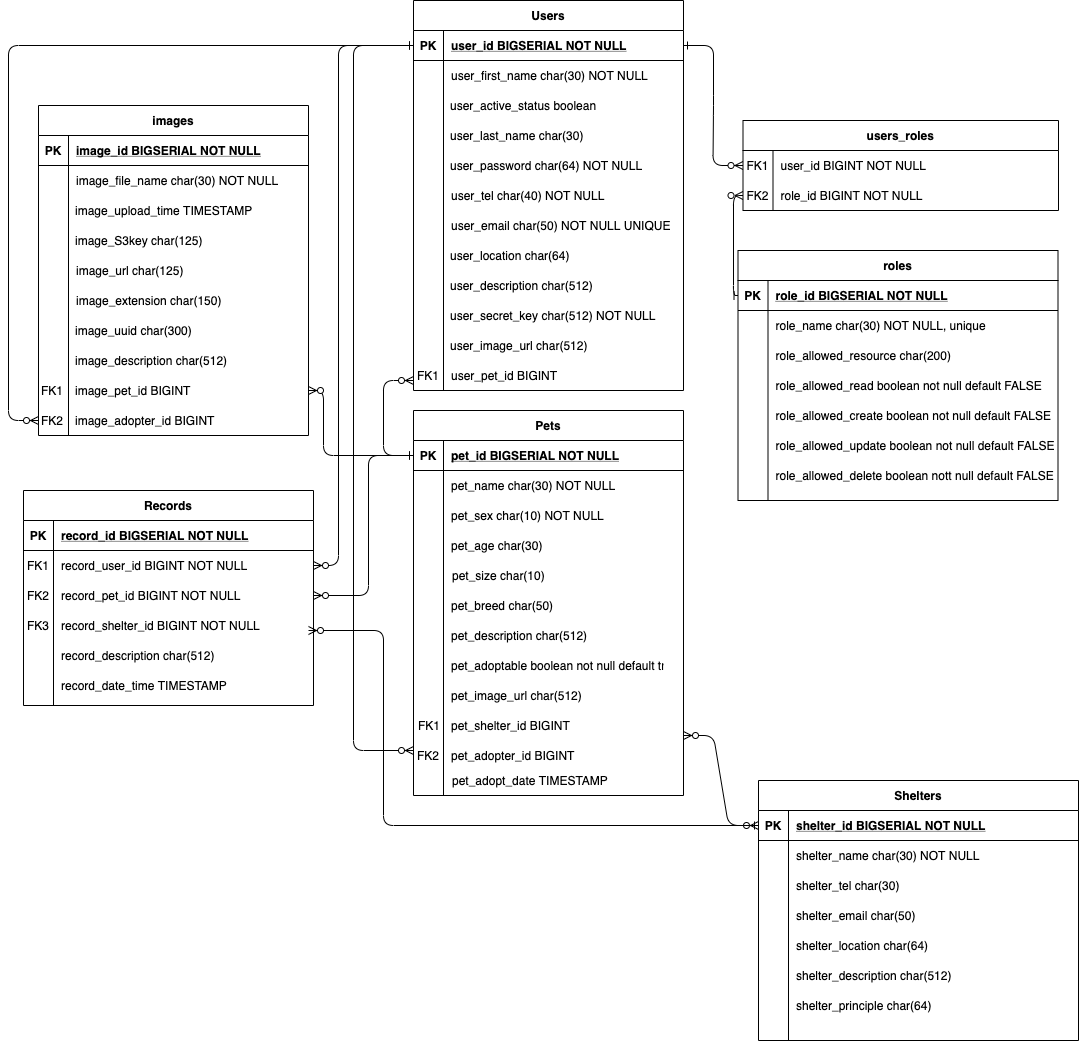 Users
PK user_id BIGSERIAL NOT NULL
user_first_name char(30) NOT NULL
user_active_status boolean
user_last_name char(30)
user_password char(64) NOT NULL
user_tel char(40) NOT NULL
user_email char(50) NOT NULL UNIQUE
user_location char(64)
user_description char(512)
user_secret_key char(512) NOT NULL
user_image_url char(512)
FK1 user_pet_id BIGINT
images
PK image_id BIGSERIAL NOT NULL
image_file_name char(30) NOT NULL
image_upload_time TIMESTAMP
image_S3key char(125)
image_url char(125)
image_extension char(150)
image_uuid char(300)
image_description char(512)
FK1 image_pet_id BIGINT
FK2 image_adopter_id BIGINT
users_roles
FK1 user_id BIGINT NOT NULL
FK2 role_id BIGINT NOT NULL
roles
PK role_id BIGSERIAL NOT NULL
role_name char(30) NOT NULL, unique
role_allowed_resource char(200)
role_allowed_read boolean not null default FALSE
role_allowed_create boolean not null default FALSE
role_allowed_update boolean not null default FALSE
role_allowed_delete boolean nott null default FALSE
Pets
PK pet_id BIGSERIAL NOT NULL
pet_name char(30) NOT NULL
pet_sex char(10) NOT NULL
pet_age char(30)
pet_size char(10)
pet_breed char(50)
pet_description char(512)
pet_adoptable boolean not null default tr
pet_image_url char(512)
FK1 pet_shelter_id BIGINT
FK2 pet_adopter_id BIGINT
pet_adopt_date TIMESTAMP
Records
PK record_id BIGSERIAL NOT NULL
FK1 record_user_id BIGINT NOT NULL
FK2 record_pet_id BIGINT NOT NULL
FK3 record_shelter_id BIGINT NOT NULL
record_description char(512)
record_date_time TIMESTAMP
Shelters
PK shelter_id BIGSERIAL NOT NULL
shelter_name char(30) NOT NULL
shelter_tel char(30)
shelter_email char(50)
shelter_location char(64)
shelter_description char(512)
shelter_principle char(64)